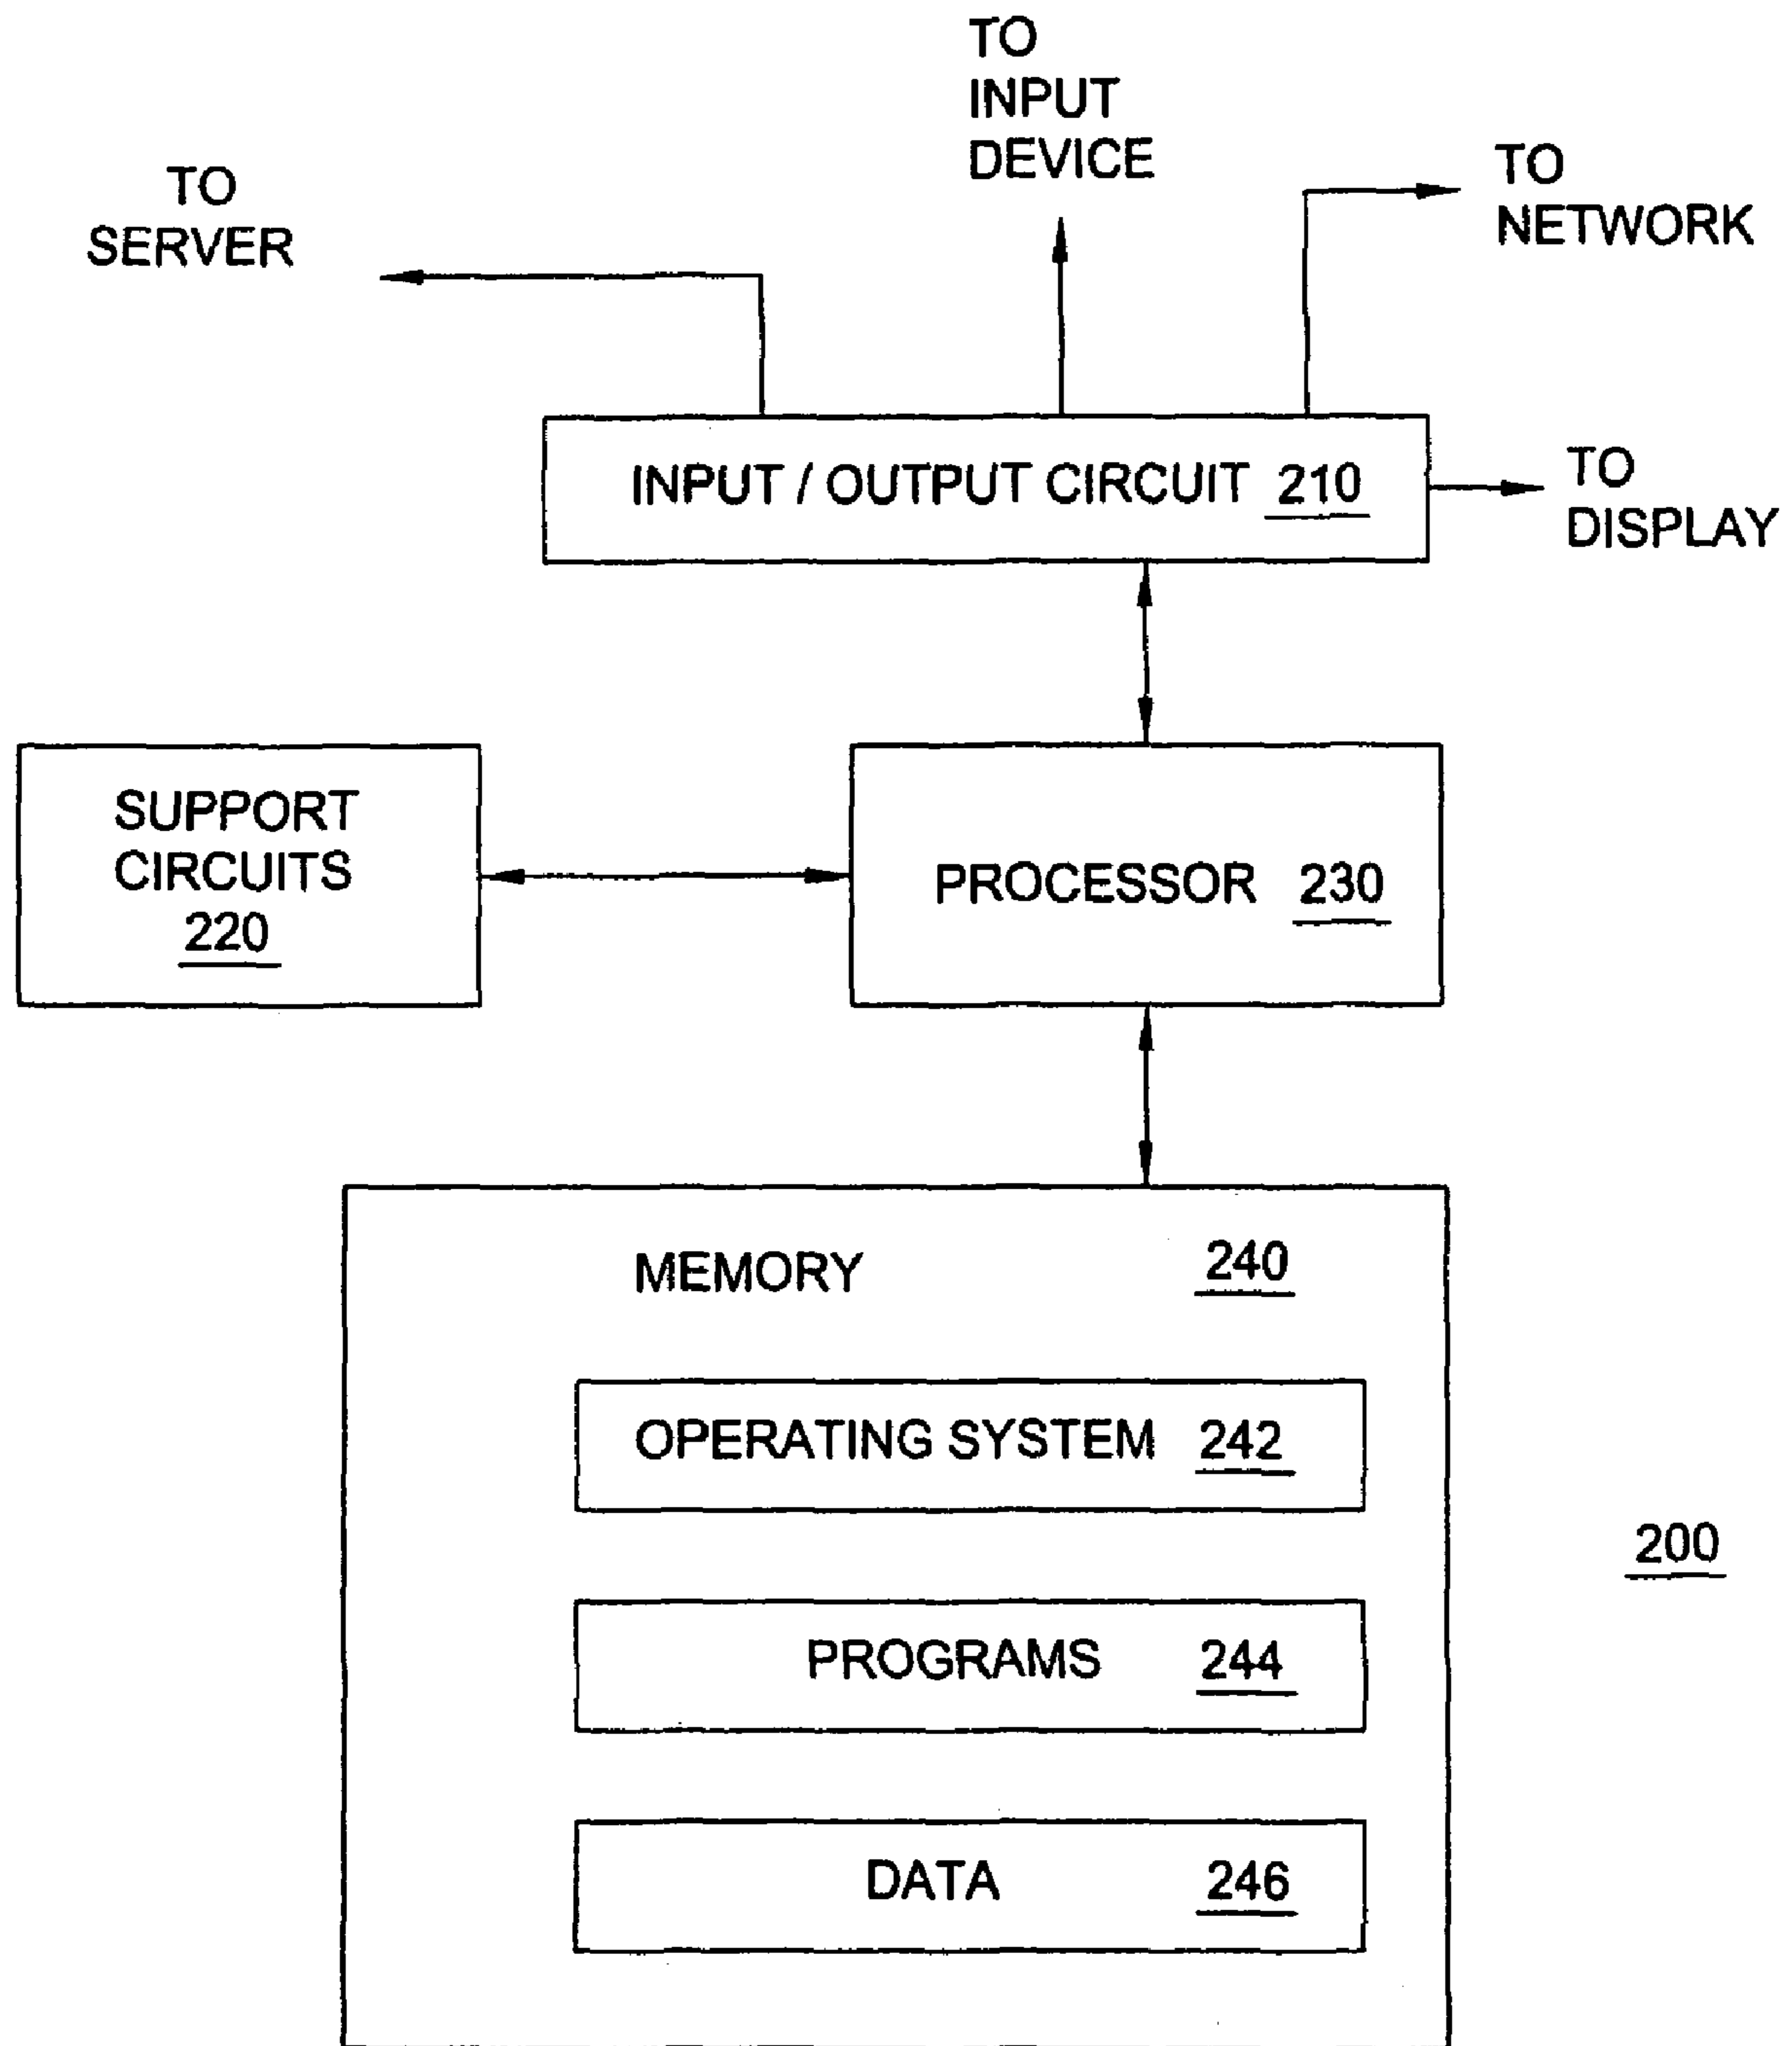 TO
INPUT
DEVICE
TO
SERVER
TO
NETWORK
INPUT / OUTPUT CIRCUIT 210
TO
DISPLAY
SUPPORT
CIRCUITS
220
PROCESSOR 230
MEMORY 240
OPERATING SYSTEM 242
200
PROGRAMS 244
DATA 246